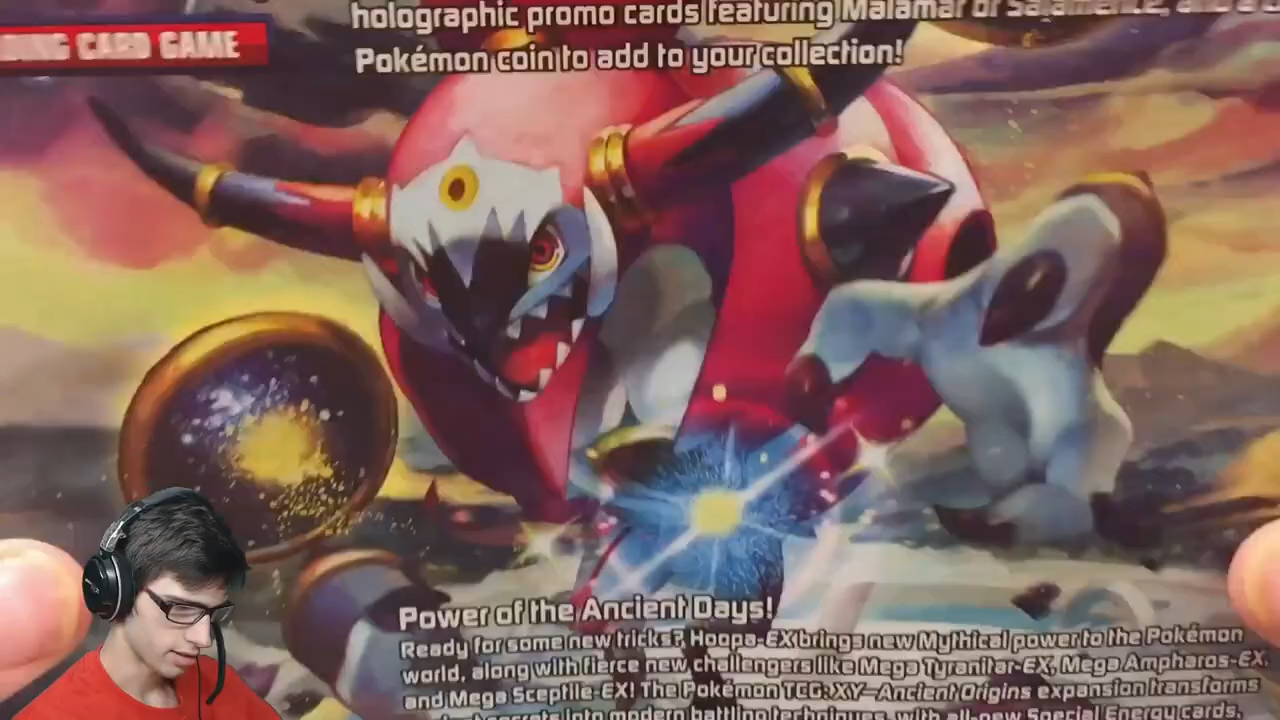 holographic promo cards featuring Malamar or Salamence, and a
DING CARD GAME
Pokémon coin to add to your collection!
Power of the Ancient Days!
Ready for some new tricks? Hoopa-EX brings new Mythical power to the Pokémon
world, along with fierce new challengers like Mega Tyranitar-EX, Mega Ampharos-EX,
and Mega Sceptile-EX! The Pokémon TCG: XY—Ancient Origins expansion transforms
secrets into modern battling techniques, with all-new Special Energy cards,